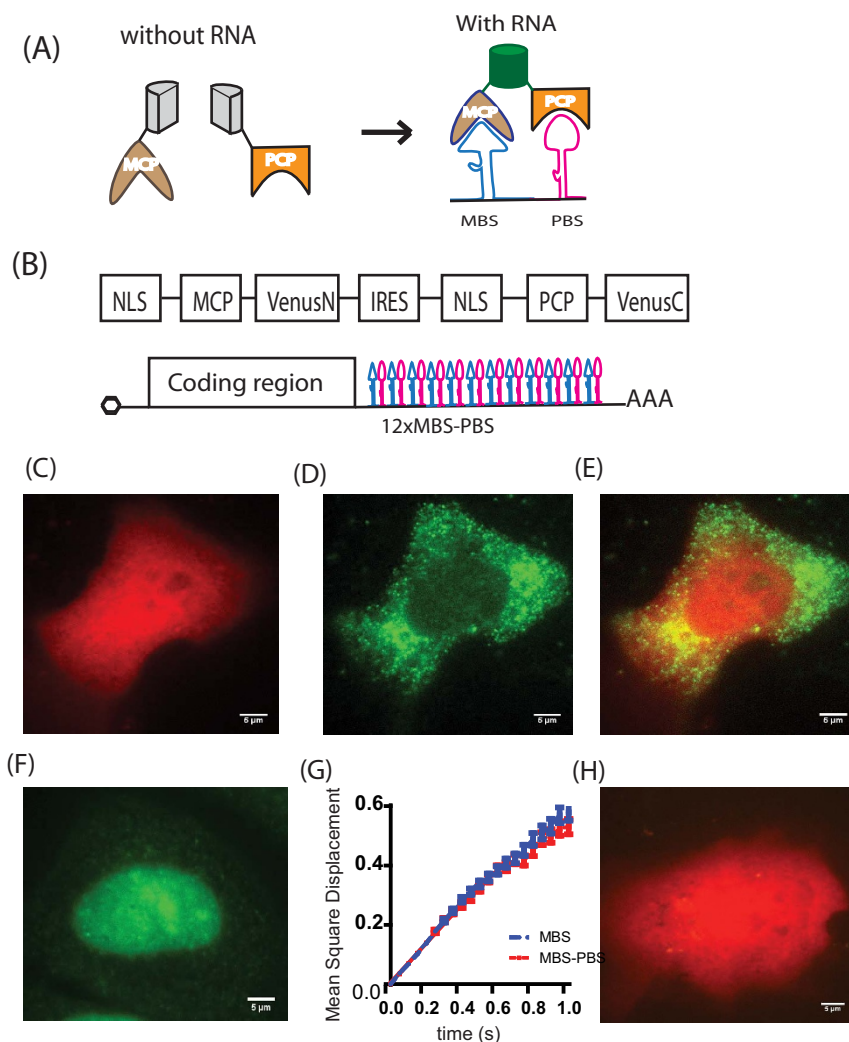 (A)
without RNA
With RNA
MCP
PCP
MCP
PCP
MBS
PBS
(B)
NLS
MCP
VenusN
IRES
NLS
PCP
VenusC
Coding region
AAA
12xMBS-PBS
(C)
(D)
(E)
5 µm
5 µm
5 µm
(F)
(G)
(H)
Mean Square Displacement
0.6
0.4
0.2
0.0
MBS
MBS-PBS
0.0 0.2 0.4 0.6 0.8 1.0
time (s)
5 µm
5 µm